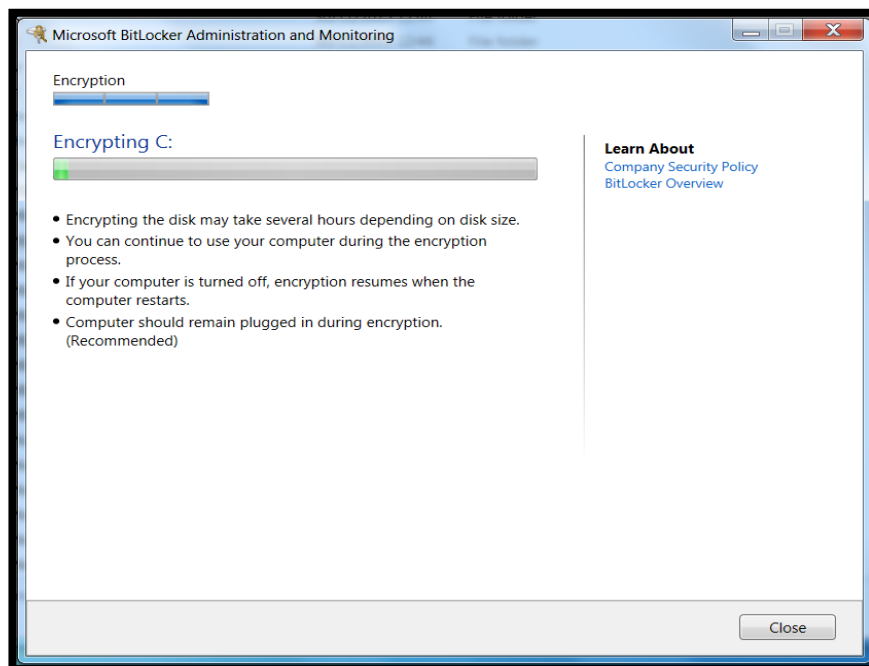 Microsoft BitLocker Administration and Monitoring
Encryption
Encrypting C:
• Encrypting the disk may take several hours depending on disk size.
• You can continue to use your computer during the encryption
process.
• If your computer is turned off, encryption resumes when the
computer restarts.
• Computer should remain plugged in during encryption.
(Recommended)
Learn About
Company Security Policy
BitLocker Overview
Close